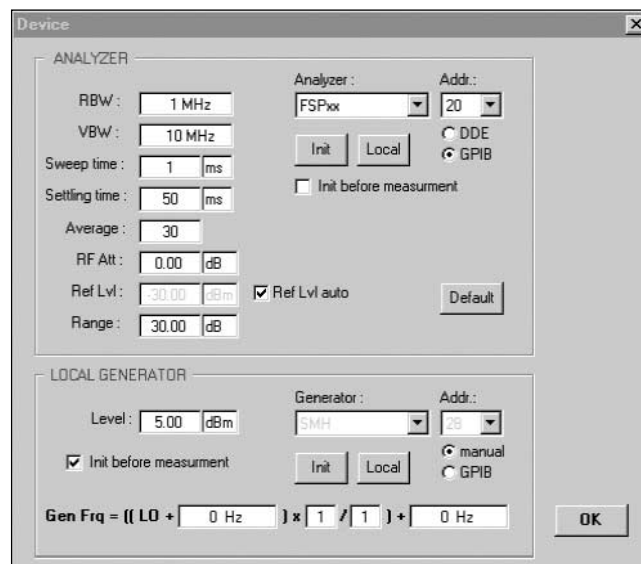 Device
ANALYZER
RBW : 1 MHz
VBW : 10 MHz
Sweep time : 1 ms
Settling time : 50 ms
Average : 30
RF Att : 0.00 dB
Ref Lvl : -30.00 dBm Ref Lvl auto
Range : 30.00 dB
Analyzer : Addr.:
FSPxx 20
Init Local
DDE
GPIB
Init before measurment
Default
LOCAL GENERATOR
Level : 5.00 dBm
Init before measurment
Generator : Addr.:
SMH 28
Init Local
manual
GPIB
Gen Frq = (( LO + 0 Hz ) x 1 / 1 ) + 0 Hz
OK